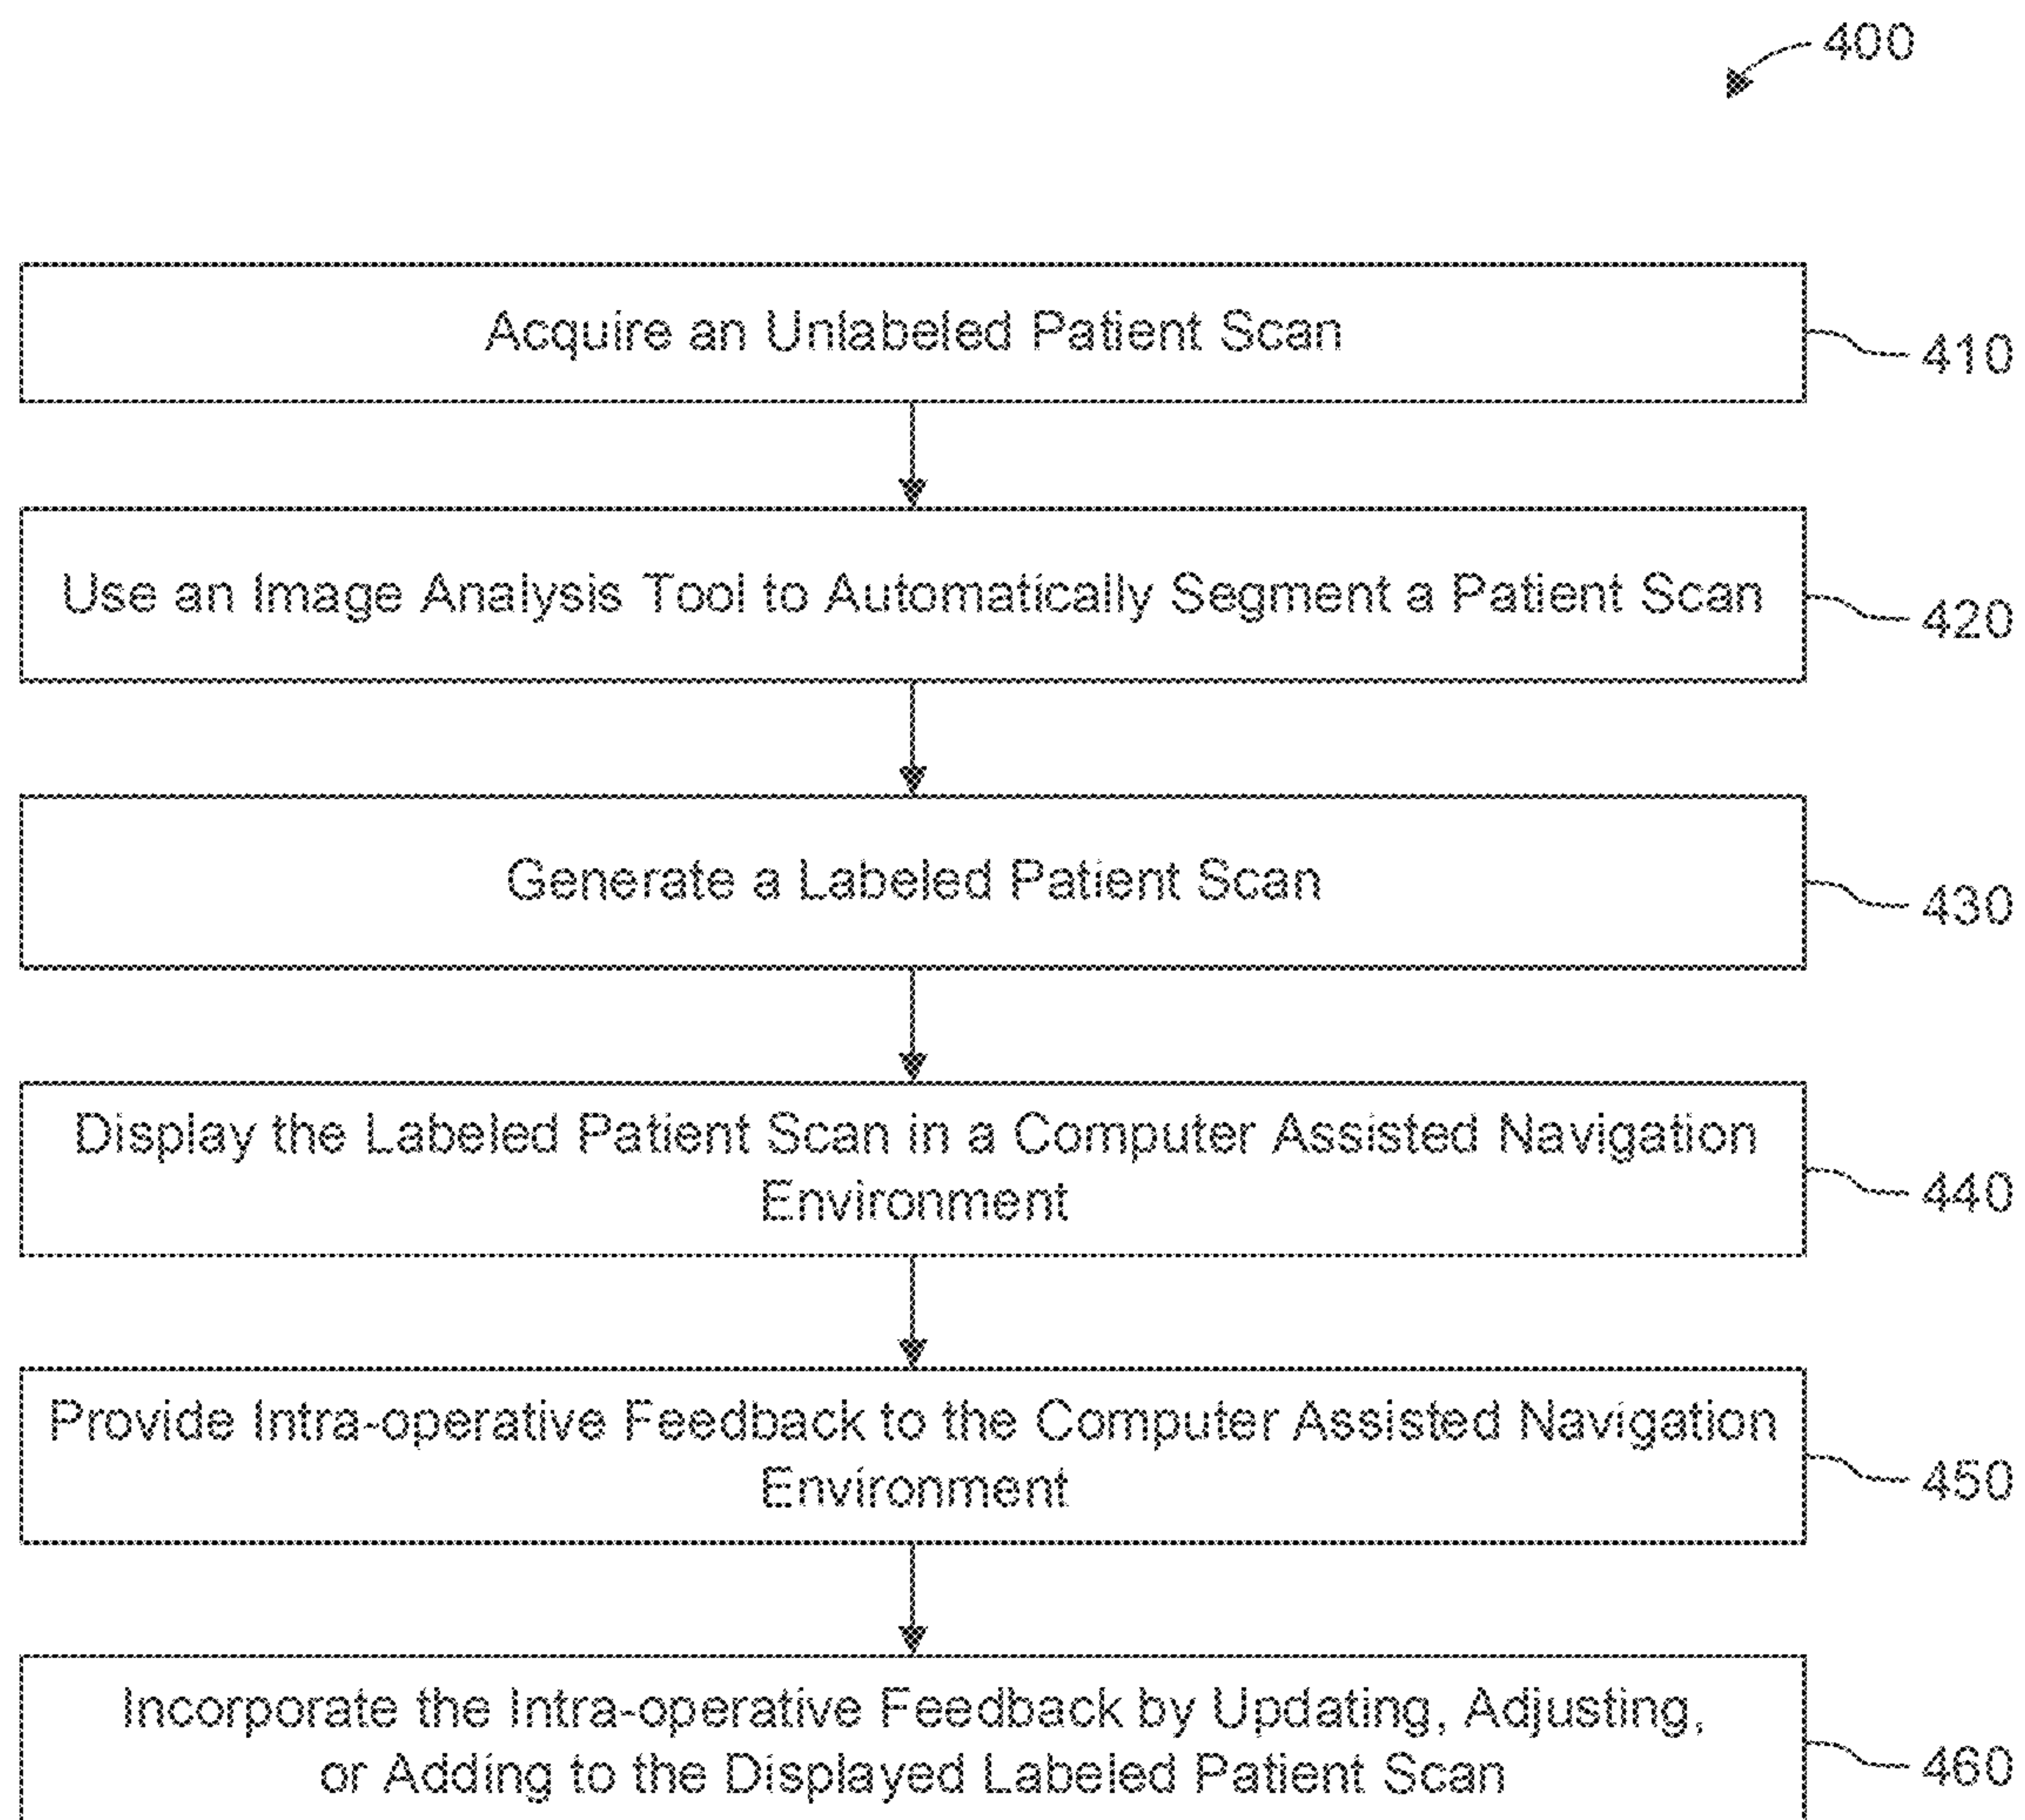 400
Acquire an Unlabeled Patient Scan
410
Use an Image Analysis Tool to Automatically Segment a Patient Scan
420
Generate a Labeled Patient Scan
430
Display the Labeled Patient Scan in a Computer Assisted Navigation
Environment
440
Provide Intra-operative Feedback to the Computer Assisted Navigation
Environment
450
Incorporate the Intra-operative Feedback by Updating, Adjusting,
or Adding to the Displayed Labeled Patient Scan
460